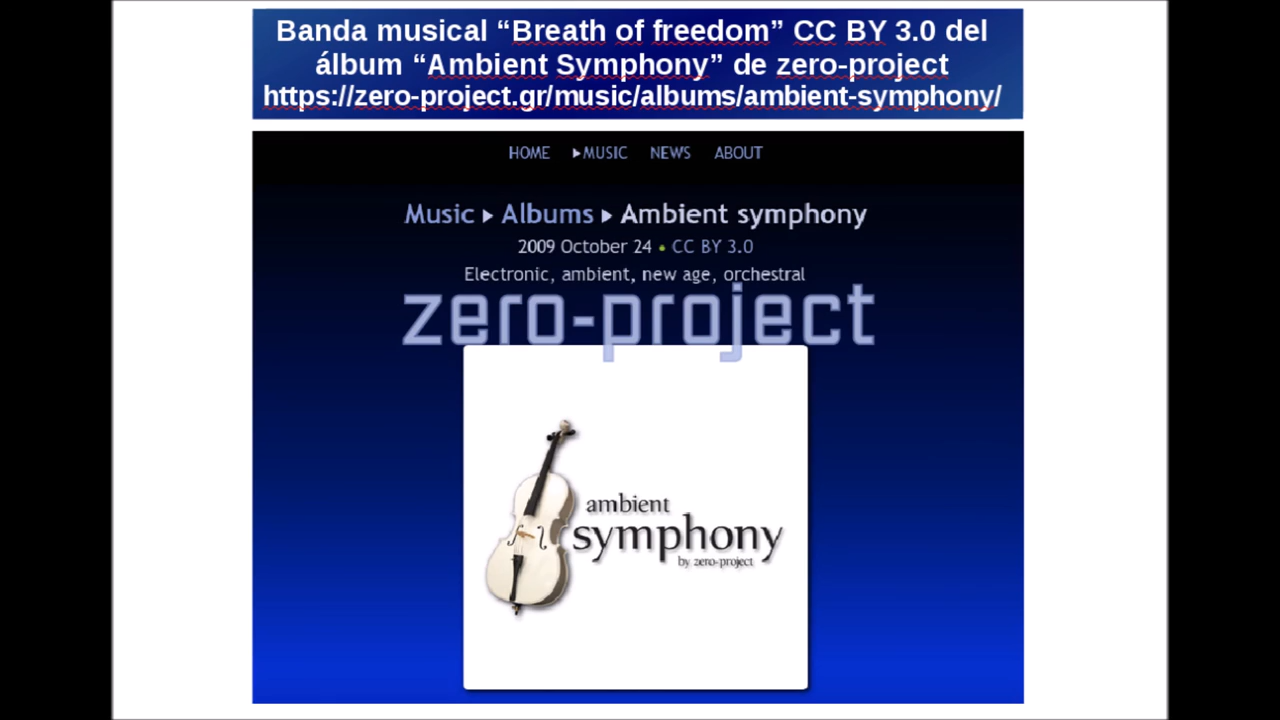 Banda musical “Breath of freedom” CC BY 3.0 del
álbum “Ambient Symphony” de zero-project
https://zero-project.gr/music/albums/ambient-symphony/
HOME ▶MUSIC NEWS ABOUT
Music ▶ Albums ▶ Ambient symphony
2009 October 24 • CC BY 3.0
Electronic, ambient, new age, orchestral
zero-project
ambient
symphony
by zero-project